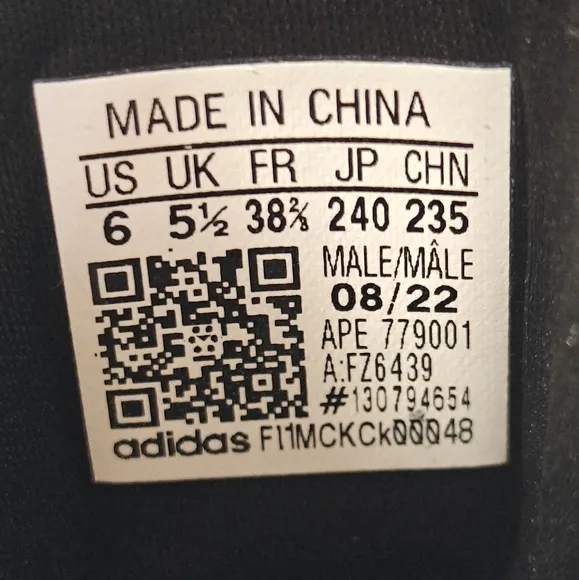 MADE IN CHINA
US UK FR JP CHN
6 5½ 38⅔ 240 235
MALE/MÂLE
08/22
APE 779001
A:FZ6439
#130794654
adidas F11MCKCk00048